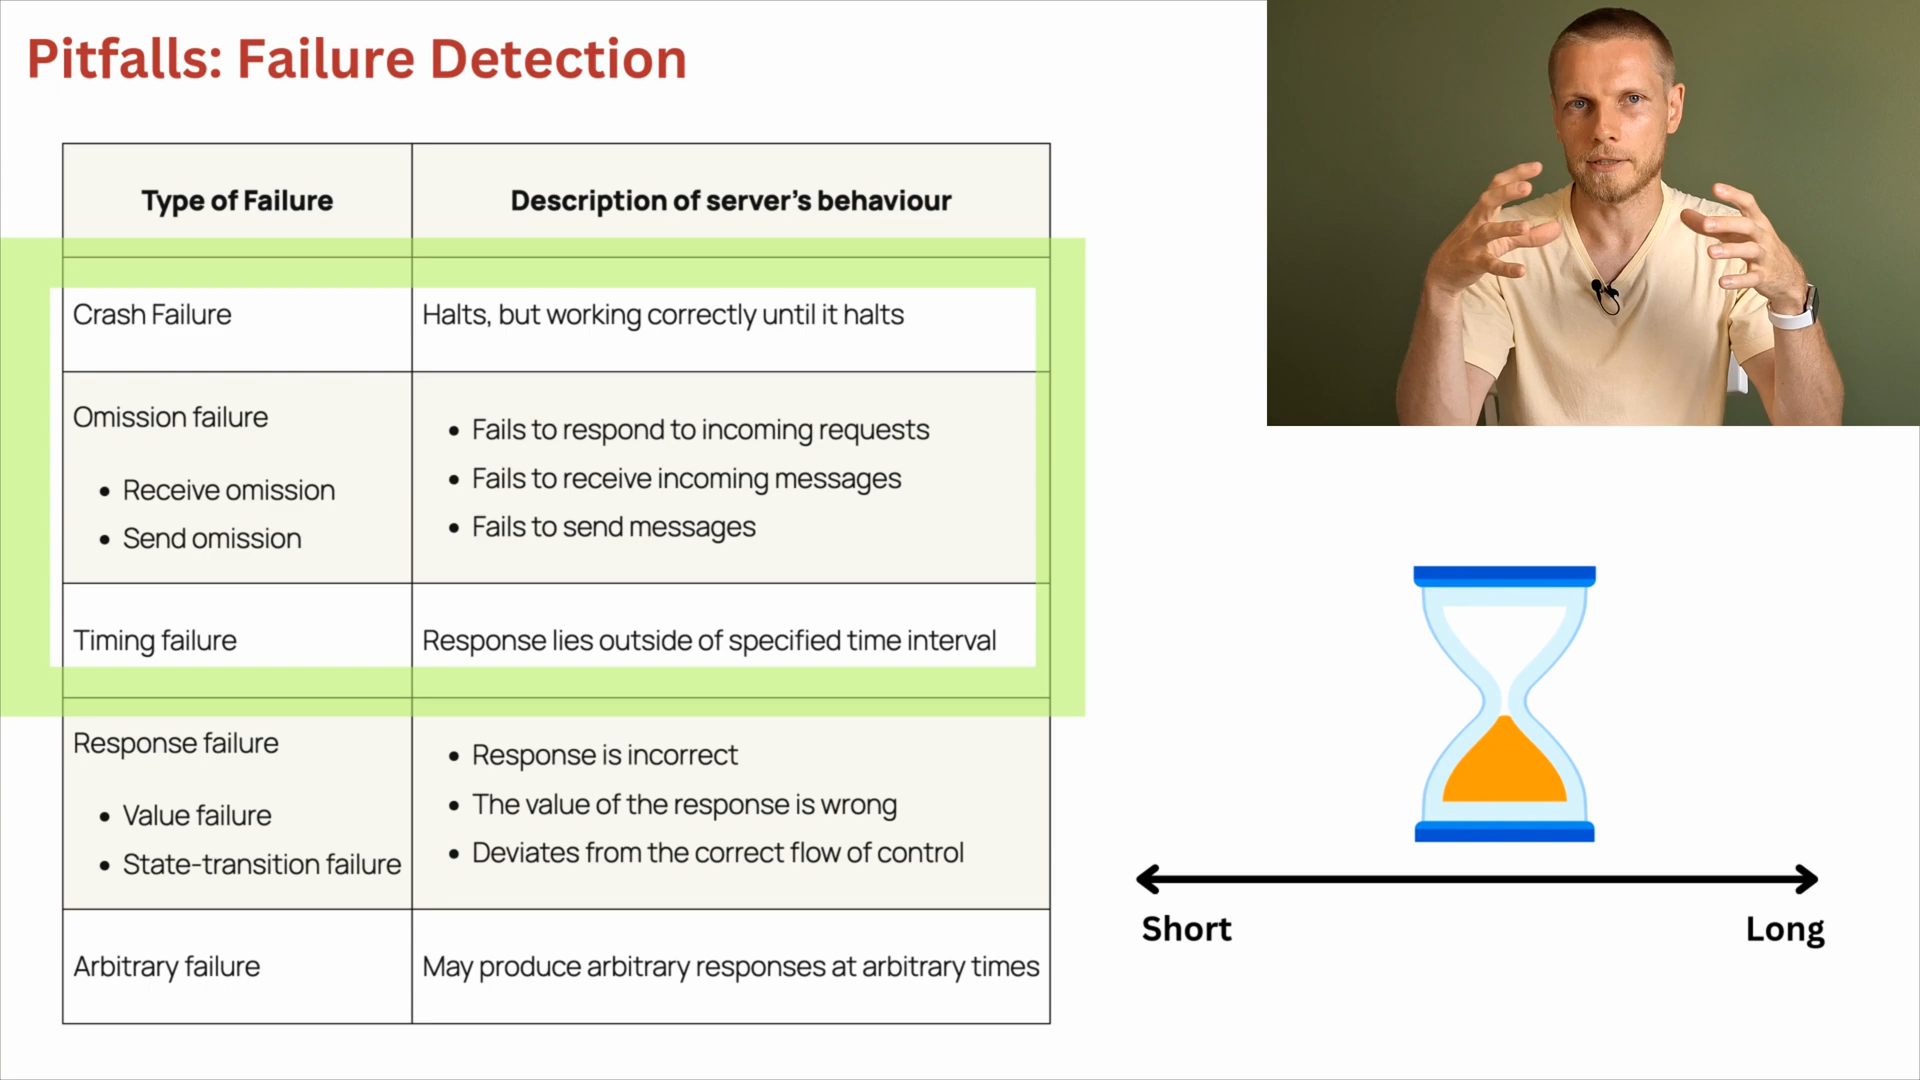 Pitfalls: Failure Detection
Type of Failure
Description of server's behaviour
Crash Failure
Halts, but working correctly until it halts
Omission failure
• Receive omission
• Send omission
• Fails to respond to incoming requests
• Fails to receive incoming messages
• Fails to send messages
Timing failure
Response lies outside of specified time interval
Response failure
• Value failure
• State-transition failure
• Response is incorrect
• The value of the response is wrong
• Deviates from the correct flow of control
Arbitrary failure
May produce arbitrary responses at arbitrary times
Short
Long